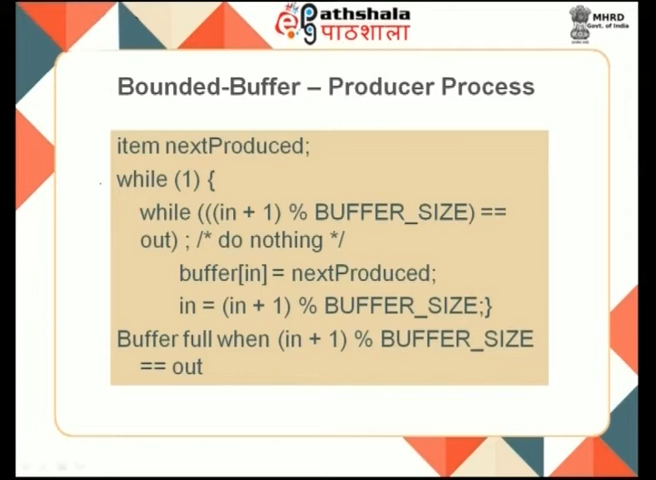 Pathshala
पाठशाला
MHRD
Govt. of India
Bounded-Buffer – Producer Process
item nextProduced;
while (1) {
while (((in + 1) % BUFFER_SIZE) ==
out) ; /* do nothing */
buffer[in] = nextProduced;
in = (in + 1) % BUFFER_SIZE;}
Buffer full when (in + 1) % BUFFER_SIZE
== out